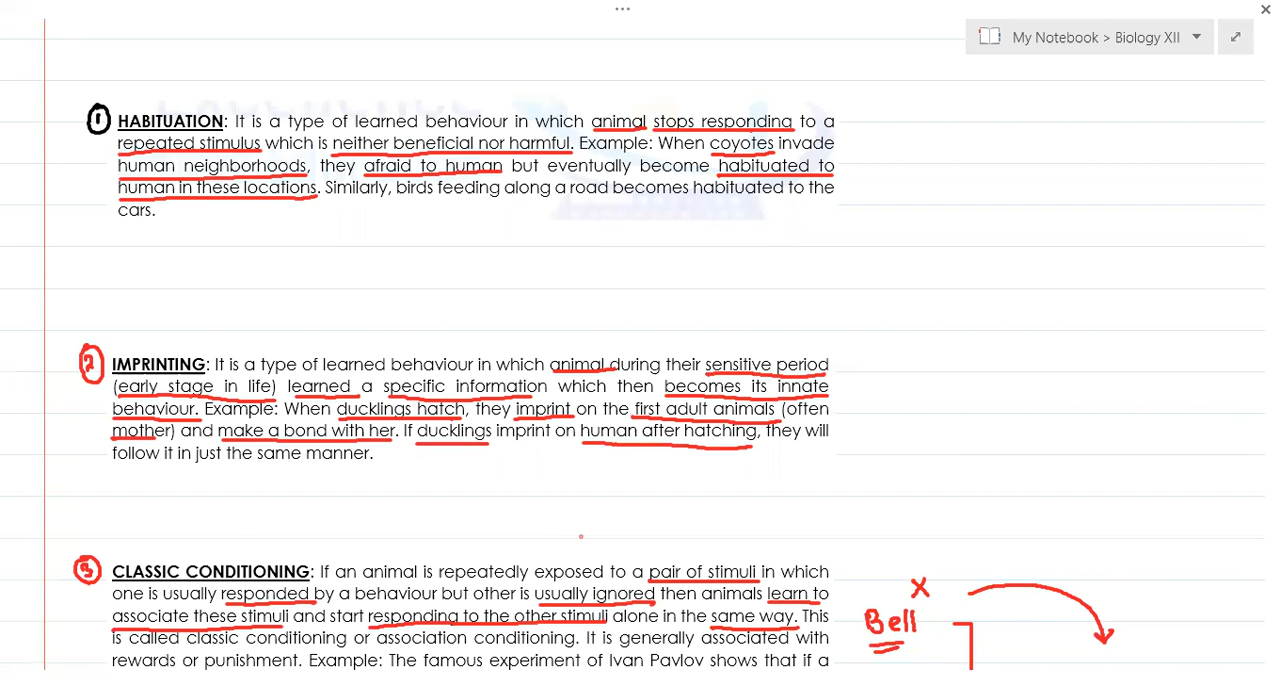 My Notebook > Biology XII
1 HABITUATION: It is a type of learned behaviour in which animal stops responding to a
repeated stimulus which is neither beneficial nor harmful. Example: When coyotes invade
human neighborhoods, they afraid to human but eventually become habituated to
human in these locations. Similarly, birds feeding along a road becomes habituated to the
cars.
2 IMPRINTING: It is a type of learned behaviour in which animal during their sensitive period
(early stage in life) learned a specific information which then becomes its innate
behaviour. Example: When ducklings hatch, they imprint on the first adult animals (often
mother) and make a bond with her. If ducklings imprint on human after hatching, they will
follow it in just the same manner.
3 CLASSIC CONDITIONING: If an animal is repeatedly exposed to a pair of stimuli in which
one is usually responded by a behaviour but other is usually ignored then animals learn to
associate these stimuli and start responding to the other stimuli alone in the same way. This
is called classic conditioning or association conditioning. It is generally associated with
rewards or punishment. Example: The famous experiment of Ivan Pavlov shows that if a
X
Bell